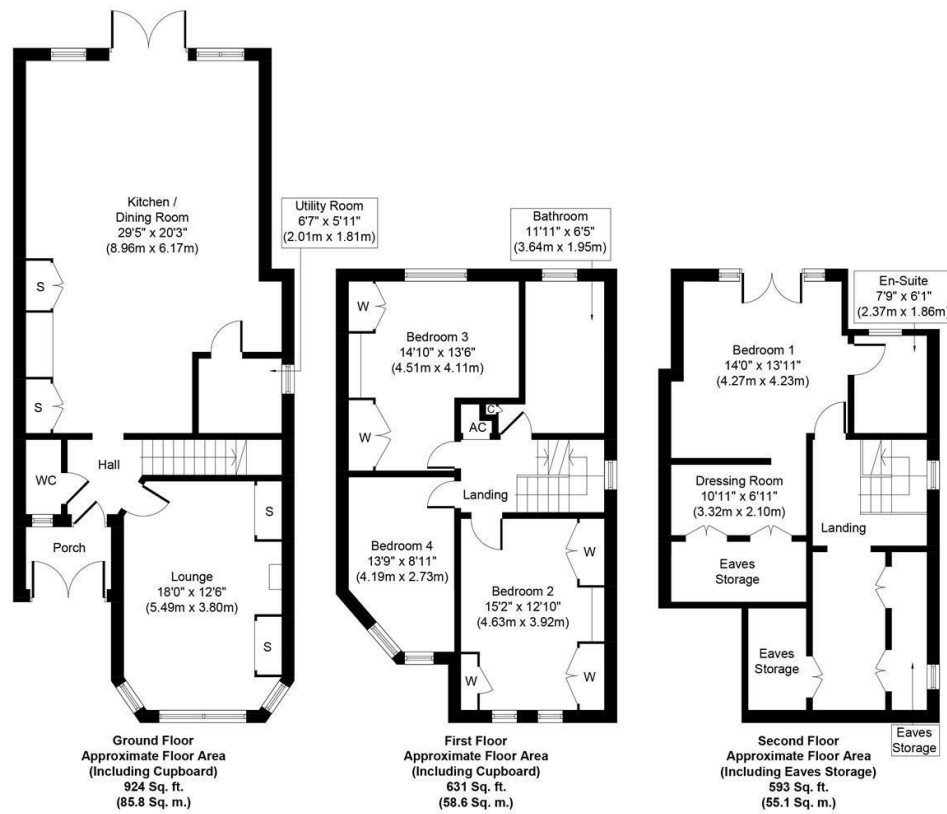 Kitchen /
Dining Room
29'5" x 20'3"
(8.96m x 6.17m)
Utility Room
6'7" x 5'11"
(2.01m x 1.81m)
S
S
WC
Hall
Porch
Lounge
18'0" x 12'6"
(5.49m x 3.80m)
S
S
Ground Floor
Approximate Floor Area
(Including Cupboard)
924 Sq. ft.
(85.8 Sq. m.)
Bathroom
11'11" x 6'5"
(3.64m x 1.95m)
W
Bedroom 3
14'10" x 13'6"
(4.51m x 4.11m)
W
C
AC
Landing
Bedroom 4
13'9" x 8'11"
(4.19m x 2.73m)
W
Bedroom 2
15'2" x 12'10"
(4.63m x 3.92m)
W
W
First Floor
Approximate Floor Area
(Including Cupboard)
631 Sq. ft.
(58.6 Sq. m.)
En-Suite
7'9" x 6'1"
(2.37m x 1.86m)
Bedroom 1
14'0" x 13'11"
(4.27m x 4.23m)
Dressing Room
10'11" x 6'11"
(3.32m x 2.10m)
Landing
Eaves
Storage
Eaves
Storage
Eaves
Storage
Second Floor
Approximate Floor Area
(Including Eaves Storage)
593 Sq. ft.
(55.1 Sq. m.)